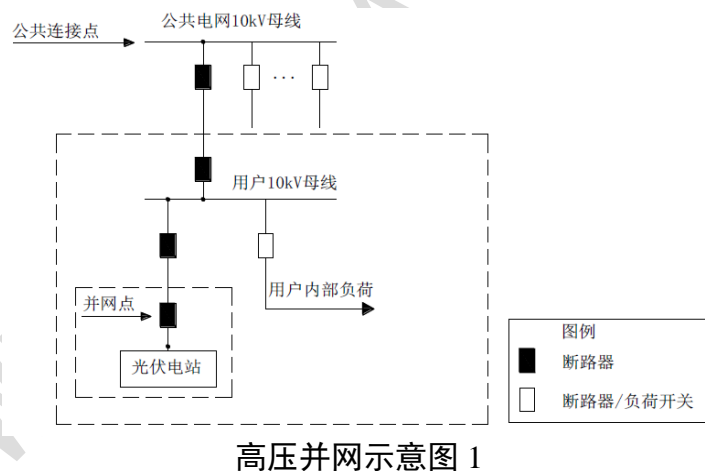 公共电网10kV母线
公共连接点
...
用户10kV母线
并网点
用户内部负荷
光伏电站
图例
断路器
断路器/负荷开关
高压并网示意图 1